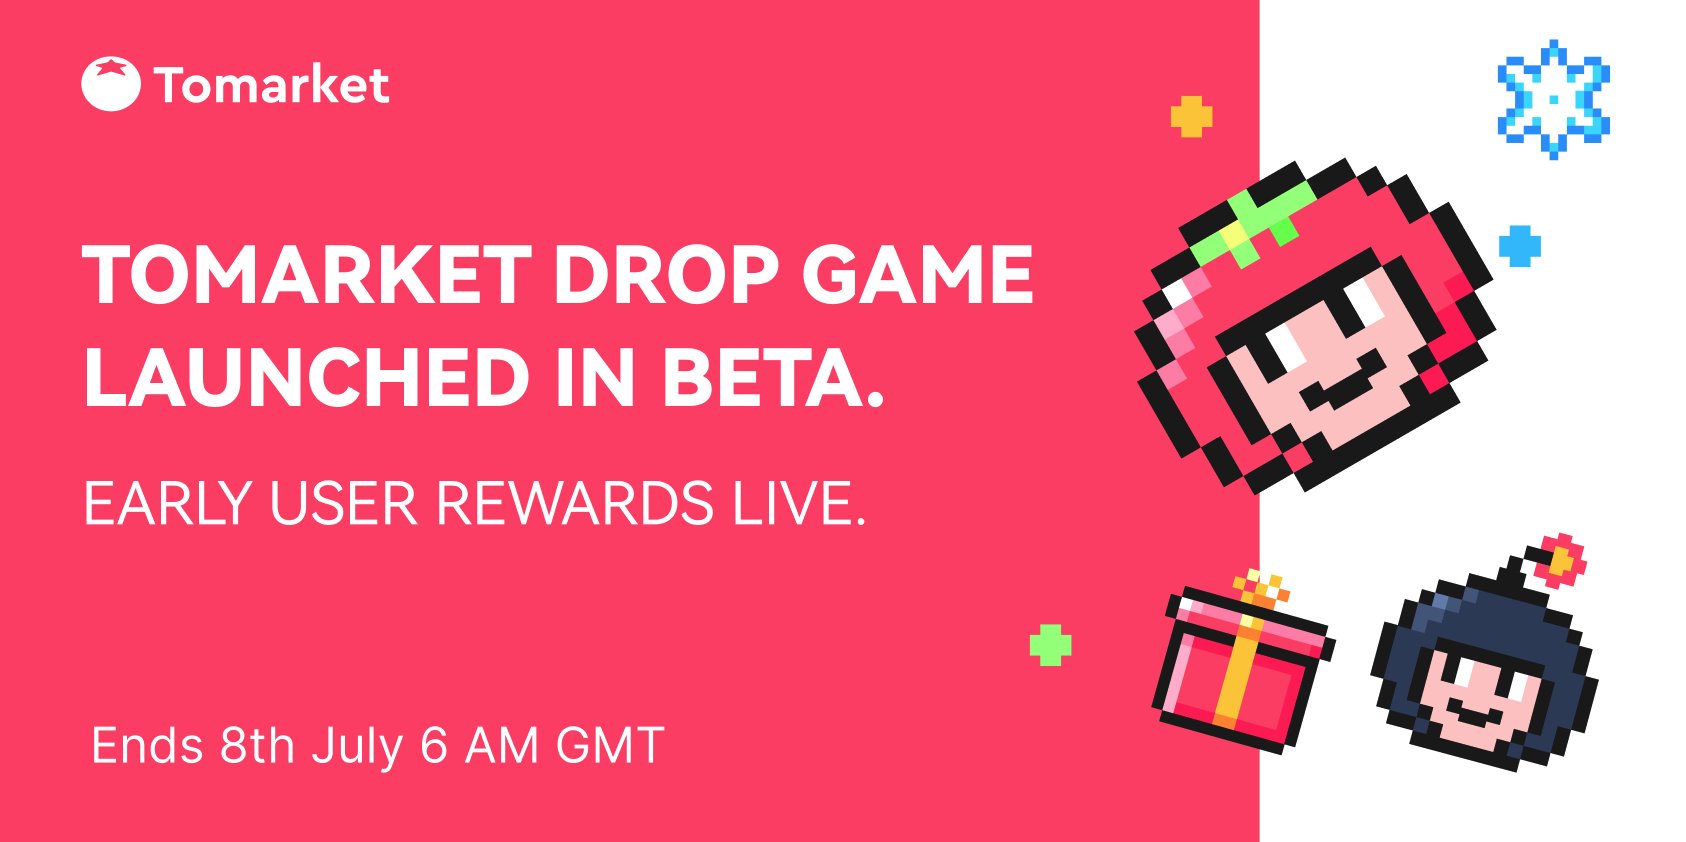 Tomarket
TOMARKET DROP GAME
LAUNCHED IN BETA.
EARLY USER REWARDS LIVE.
Ends 8th July 6 AM GMT